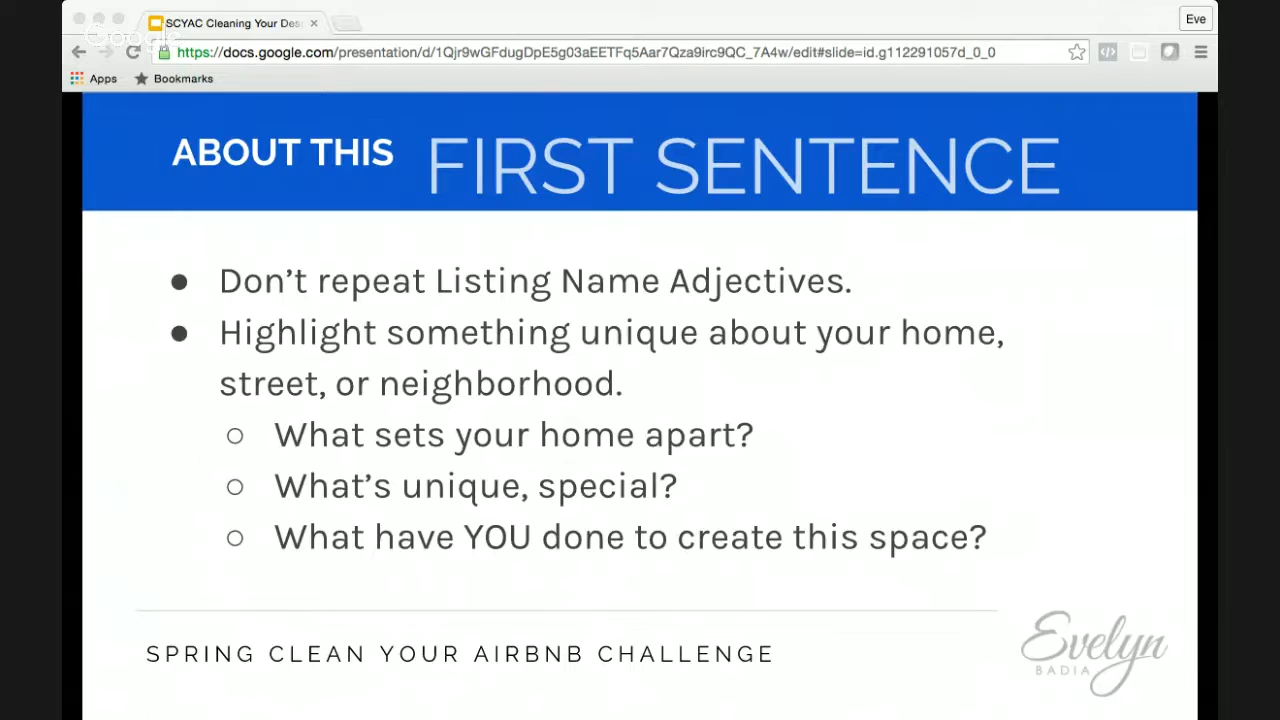 SCYAC Cleaning Your Des
Eve
Google
https://docs.google.com/presentation/d/1Qjr9wGFdugDpE5g03aEETFq5Aar7Qza9irc9QC_7A4w/edit#slide=id.g112291057d_0_0
Apps
Bookmarks
ABOUT THIS FIRST SENTENCE
● Don’t repeat Listing Name Adjectives.
● Highlight something unique about your home,
street, or neighborhood.
○ What sets your home apart?
○ What’s unique, special?
○ What have YOU done to create this space?
SPRING CLEAN YOUR AIRBNB CHALLENGE
Evelyn
BADIA